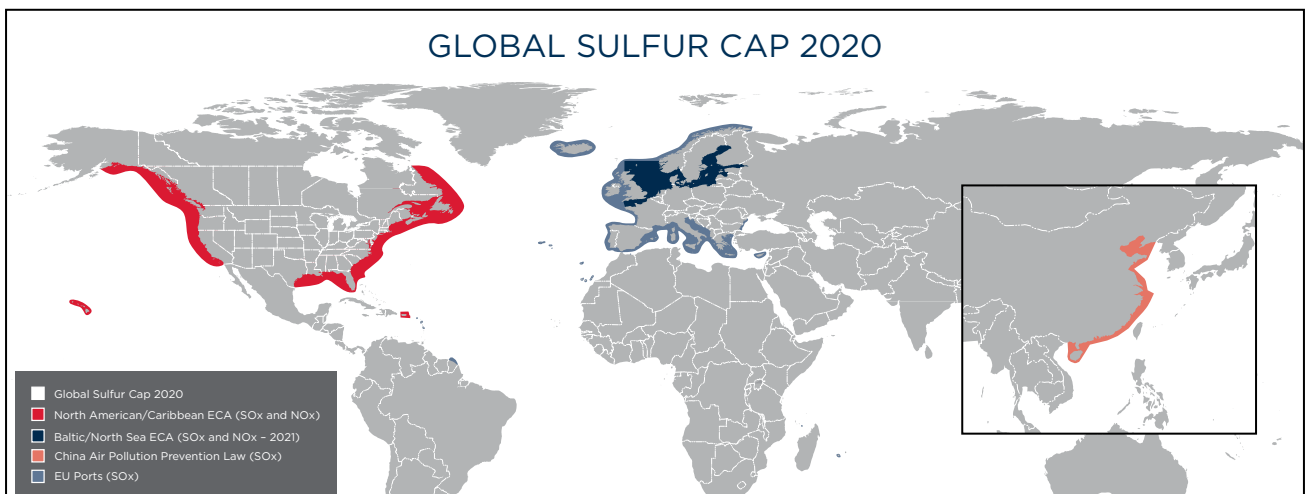 GLOBAL SULFUR CAP 2020
Global Sulfur Cap 2020
North American/Caribbean ECA (SOx and NOx)
Baltic/North Sea ECA (SOx and NOx – 2021)
China Air Pollution Prevention Law (SOx)
EU Ports (SOx)